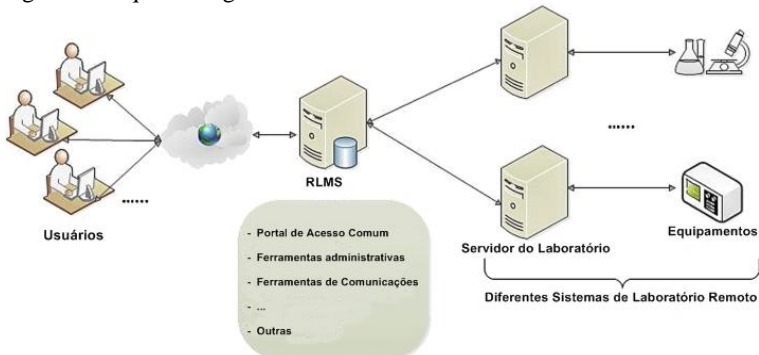 RLMS
......
......
Usuários
- Portal de Acesso Comum
- Ferramentas administrativas
- Ferramentas de Comunicações
- ...
- Outras
Servidor do Laboratório
Equipamentos
Diferentes Sistemas de Laboratório Remoto